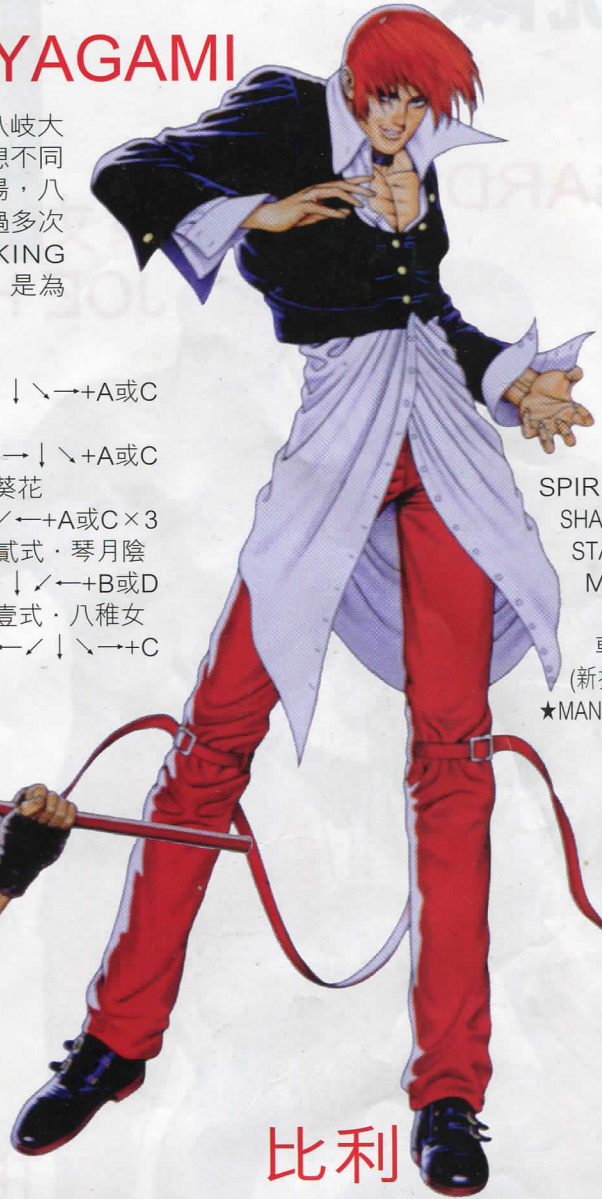 YAGAMI
八岐大
想不同
陽，八
過多次
KING
是為
↓↘→+A或C
→↓↘+A或C
葵花
↙←+A或C×3
貳式·琴月陰
↓↙←+B或D
壹式·八稚女
←↙↓↘→+C
SPIR
SHA
STA
M
(新
★MAN
比利